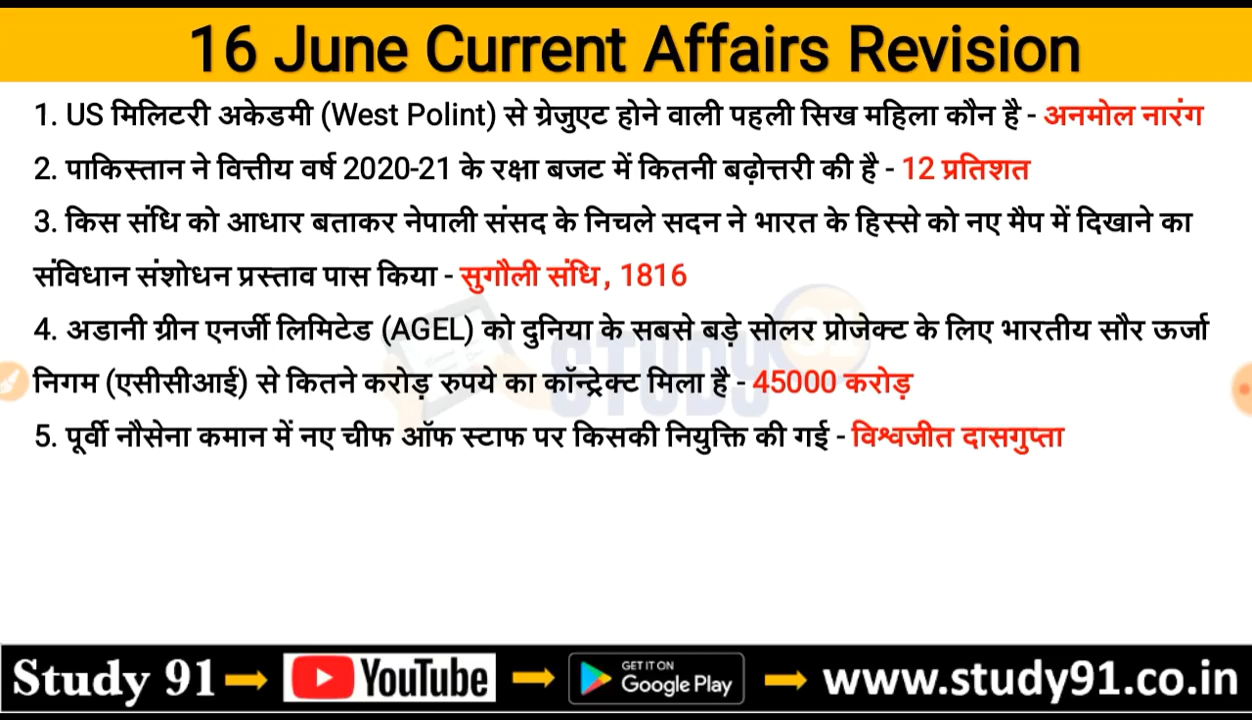 16 June Current Affairs Revision
1. US मिलिटरी अकेडमी (West Polint) से ग्रेजुएट होने वाली पहली सिख महिला कौन है - अनमोल नारंग
2. पाकिस्तान ने वित्तीय वर्ष 2020-21 के रक्षा बजट में कितनी बढ़ोत्तरी की है - 12 प्रतिशत
3. किस संधि को आधार बताकर नेपाली संसद के निचले सदन ने भारत के हिस्से को नए मैप में दिखाने का
संविधान संशोधन प्रस्ताव पास किया - सुगौली संधि , 1816
4. अडानी ग्रीन एनर्जी लिमिटेड (AGEL) को दुनिया के सबसे बड़े सोलर प्रोजेक्ट के लिए भारतीय सौर ऊर्जा
निगम (एसीसीआई) से कितने करोड़ रुपये का कॉन्ट्रेक्ट मिला है - 45000 करोड़
STUDY 91
5. पूर्वी नौसेना कमान में नए चीफ ऑफ स्टाफ पर किसकी नियुक्ति की गई - विश्वजीत दासगुप्ता
Study 91 YouTube GET IT ON Google Play www.study91.co.in